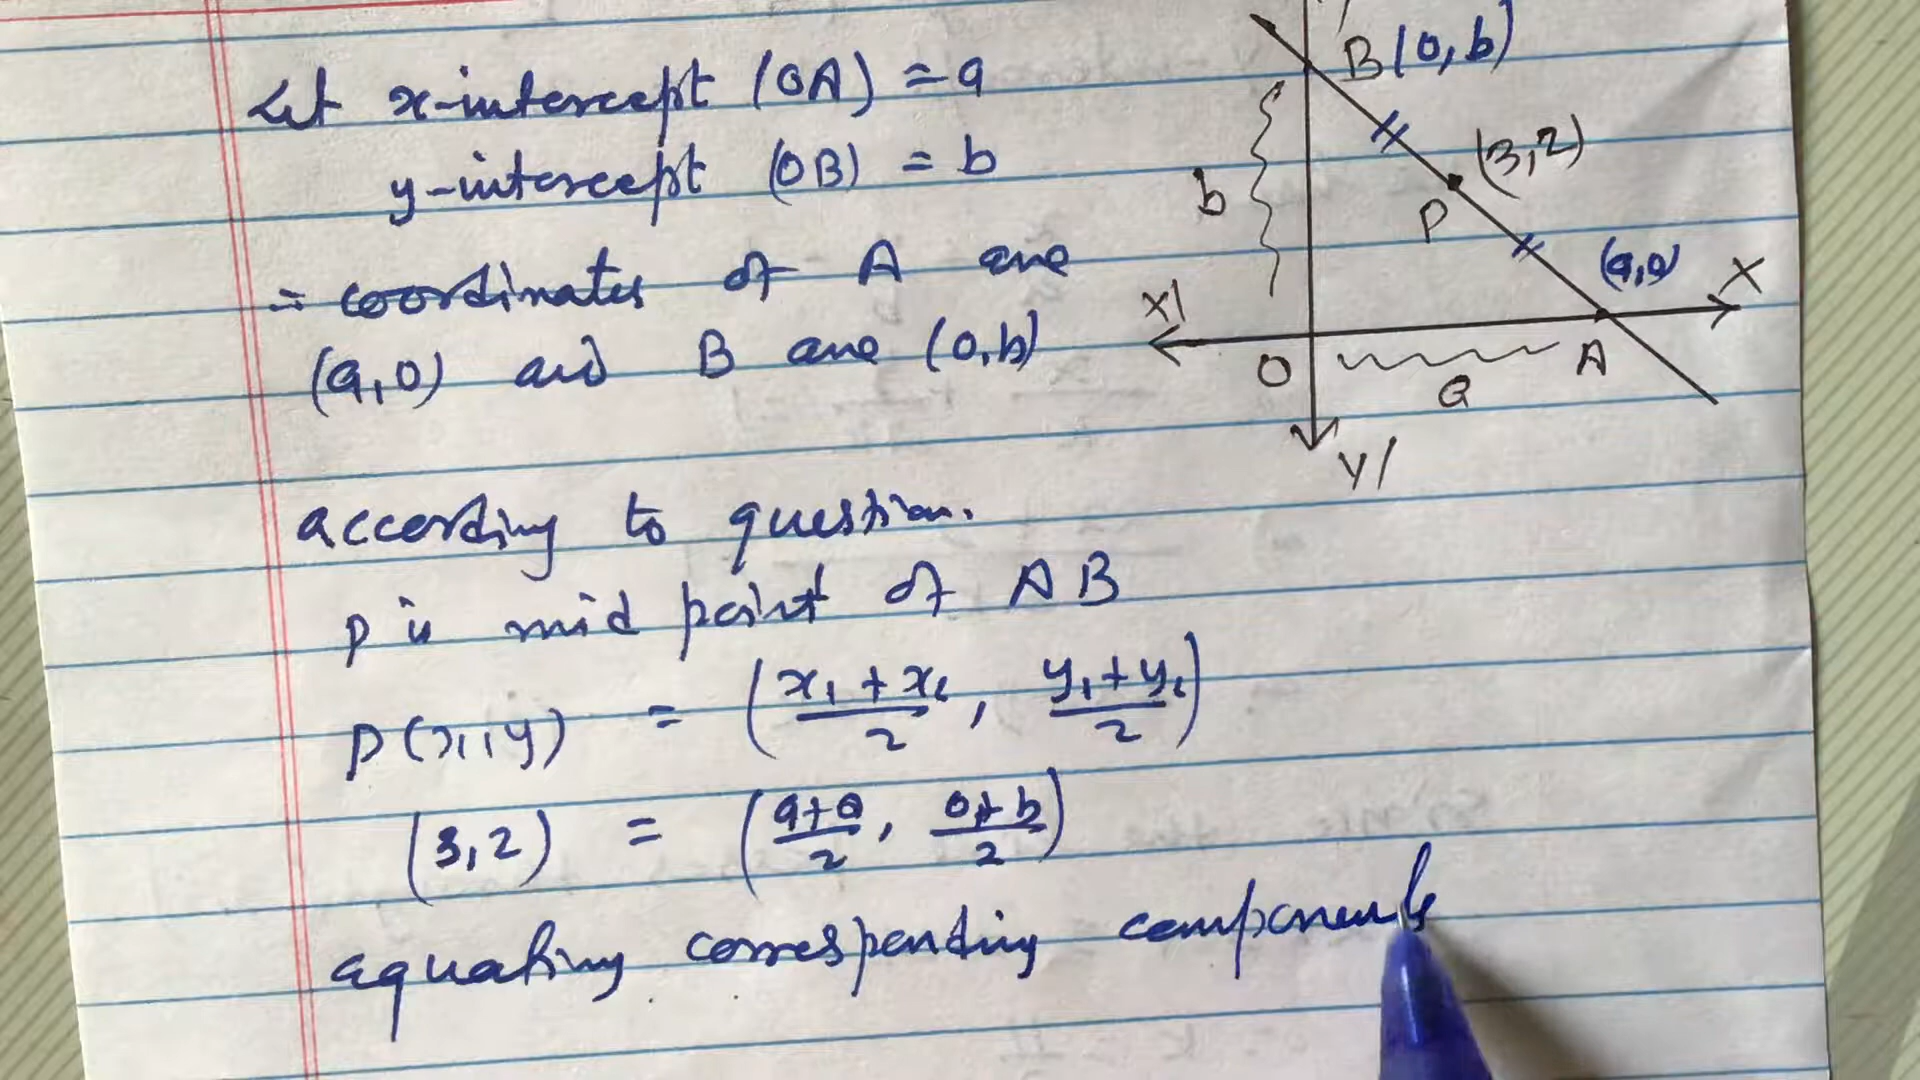 Let x-intercept (OA) = a
y-intercept (OB) = b
= coordinates of A are
(a,0) and B are (0,b)
according to question.
P is mid point of AB
P(x,y) = (x₁+x₂/2, y₁+y₂/2)
(3,2) = (a+0/2, 0+b/2)
equating corresponding components
B(0,b)
(3,2)
b
P
(a,0)
X
X'
O
A
a
Y'